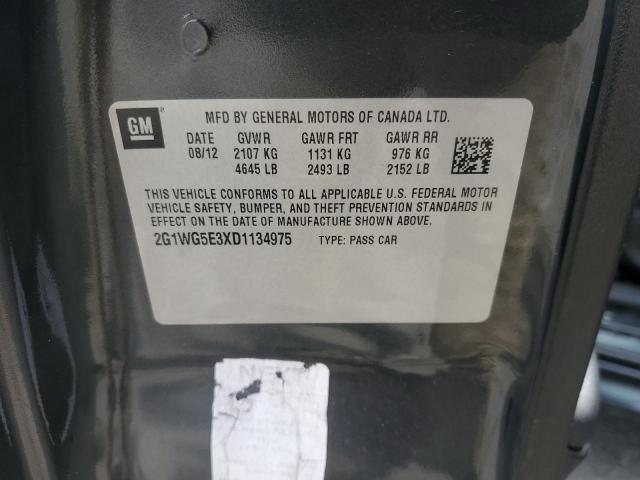 GM
MFD BY GENERAL MOTORS OF CANADA LTD.
DATE GVWR GAWR FRT GAWR RR
08/12 2107 KG 1131 KG 976 KG
4645 LB 2493 LB 2152 LB
THIS VEHICLE CONFORMS TO ALL APPLICABLE U.S. FEDERAL MOTOR
VEHICLE SAFETY, BUMPER, AND THEFT PREVENTION STANDARDS IN
EFFECT ON THE DATE OF MANUFACTURE SHOWN ABOVE.
2G1WG5E3XD1134975 TYPE: PASS CAR